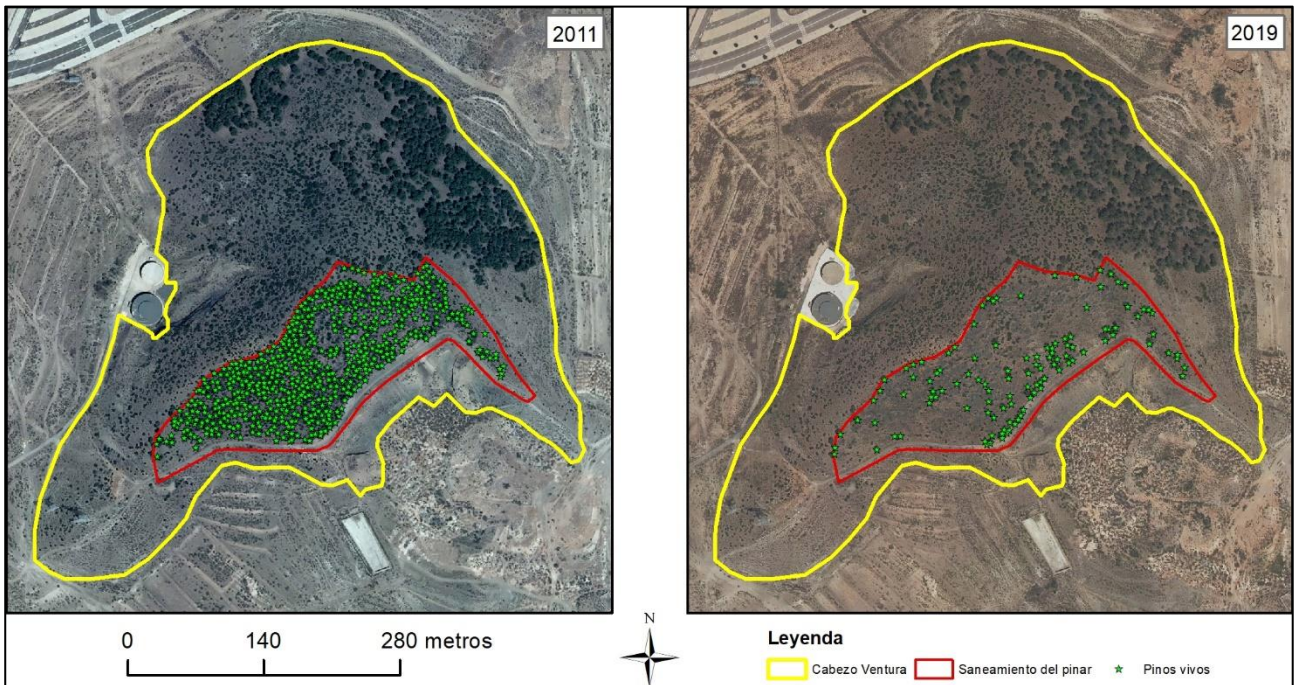 2011
2019
0 140 280 metros
N
Leyenda
Cabezo Ventura Saneamiento del pinar Pinos vivos